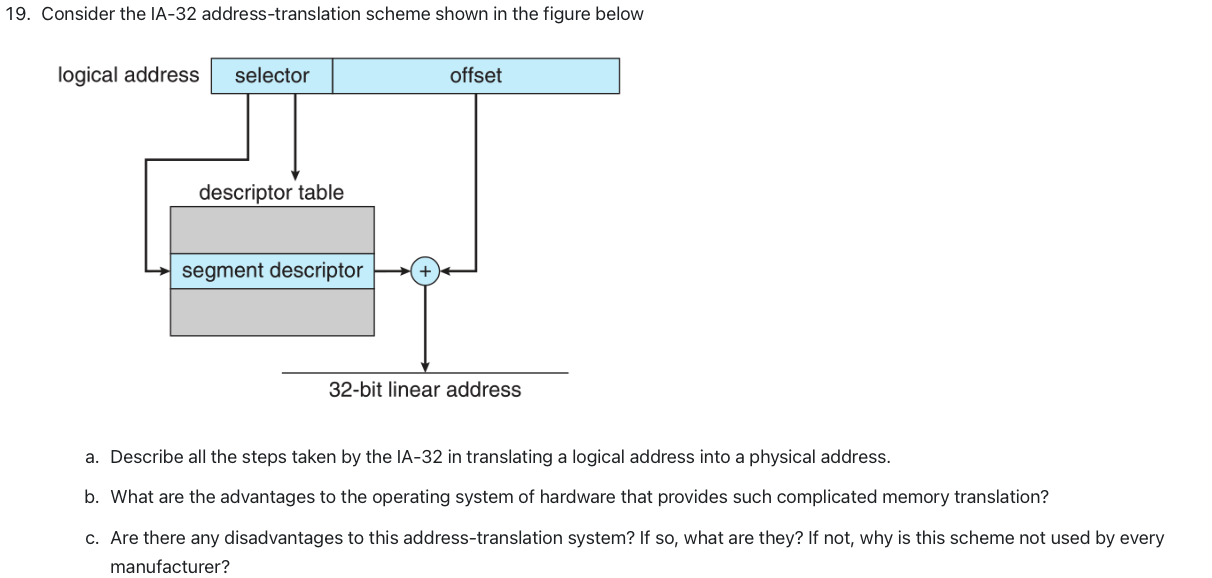 19. Consider the IA-32 address-translation scheme shown in the figure below
logical address selector offset
descriptor table
segment descriptor +
32-bit linear address
a. Describe all the steps taken by the IA-32 in translating a logical address into a physical address.
b. What are the advantages to the operating system of hardware that provides such complicated memory translation?
c. Are there any disadvantages to this address-translation system? If so, what are they? If not, why is this scheme not used by every
manufacturer?